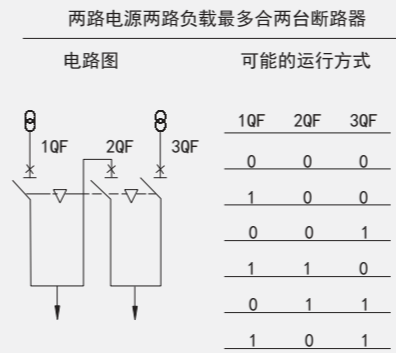 两路电源两路负载最多合两台断路器
电路图 可能的运行方式
1QF 2QF 3QF
1QF 2QF 3QF
0 0 0
1 0 0
0 0 1
1 1 0
0 1 1
1 0 1